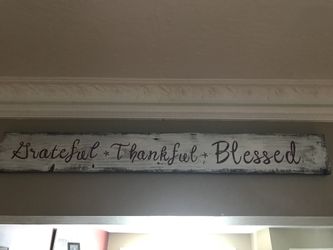 Grateful * Thankful * Blessed